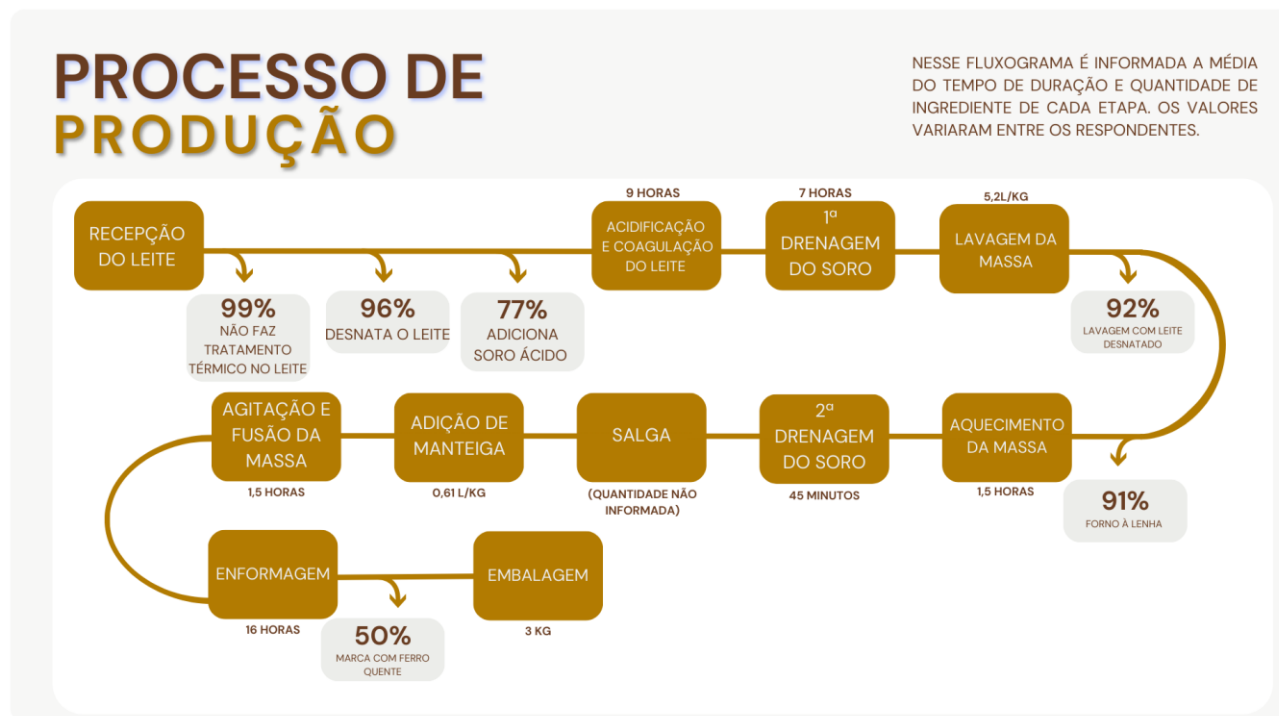 PROCESSO DE
PRODUÇÃO
NESSE FLUXOGRAMA É INFORMADA A MÉDIA
DO TEMPO DE DURAÇÃO E QUANTIDADE DE
INGREDIENTE DE CADA ETAPA. OS VALORES
VARIARAM ENTRE OS RESPONDENTES.
RECEPÇÃO
DO LEITE
99%
NÃO FAZ
TRATAMENTO
TÉRMICO NO LEITE
96%
DESNATA O LEITE
77%
ADICIONA
SORO ÁCIDO
9 HORAS
ACIDIFICAÇÃO
E COAGULAÇÃO
DO LEITE
7 HORAS
1ª
DRENAGEM
DO SORO
5,2L/KG
LAVAGEM DA
MASSA
92%
LAVAGEM COM LEITE
DESNATADO
AQUECIMENTO
DA MASSA
1,5 HORAS
91%
FORNO À LENHA
2ª
DRENAGEM
DO SORO
45 MINUTOS
SALGA
(QUANTIDADE NÃO
INFORMADA)
ADIÇÃO DE
MANTEIGA
0,61 L/KG
AGITAÇÃO E
FUSÃO DA
MASSA
1,5 HORAS
ENFORMAGEM
16 HORAS
50%
MARCA COM FERRO
QUENTE
EMBALAGEM
3 KG